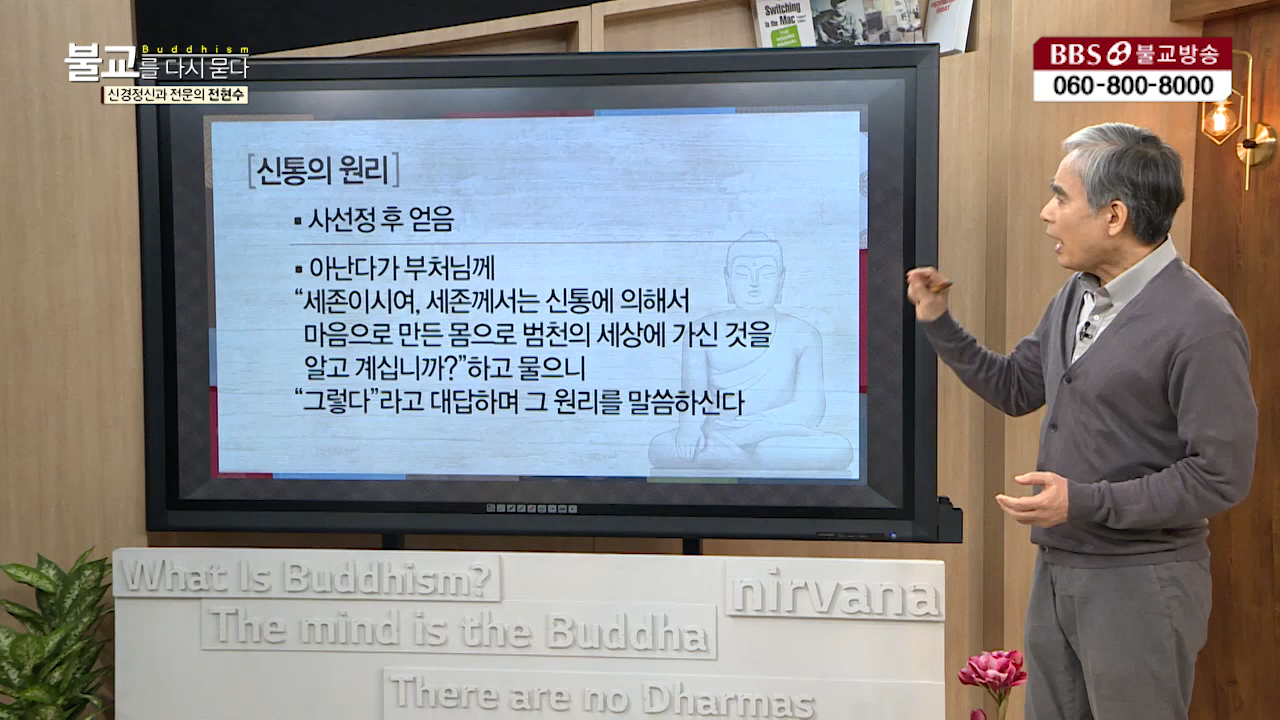 Buddhism
불교를 다시 묻다
신경정신과 전문의 전현수
BBS 불교방송
060-800-8000
Switching
to the Mac
[신통의 원리]
▪ 사선정 후 얻음
▪ 아난다가 부처님께
“세존이시여, 세존께서는 신통에 의해서
마음으로 만든 몸으로 범천의 세상에 가신 것을
알고 계십니까?”하고 물으니
“그렇다”라고 대답하며 그 원리를 말씀하신다
What Is Buddhism?
nirvana
The mind is the Buddha
There are no Dharmas